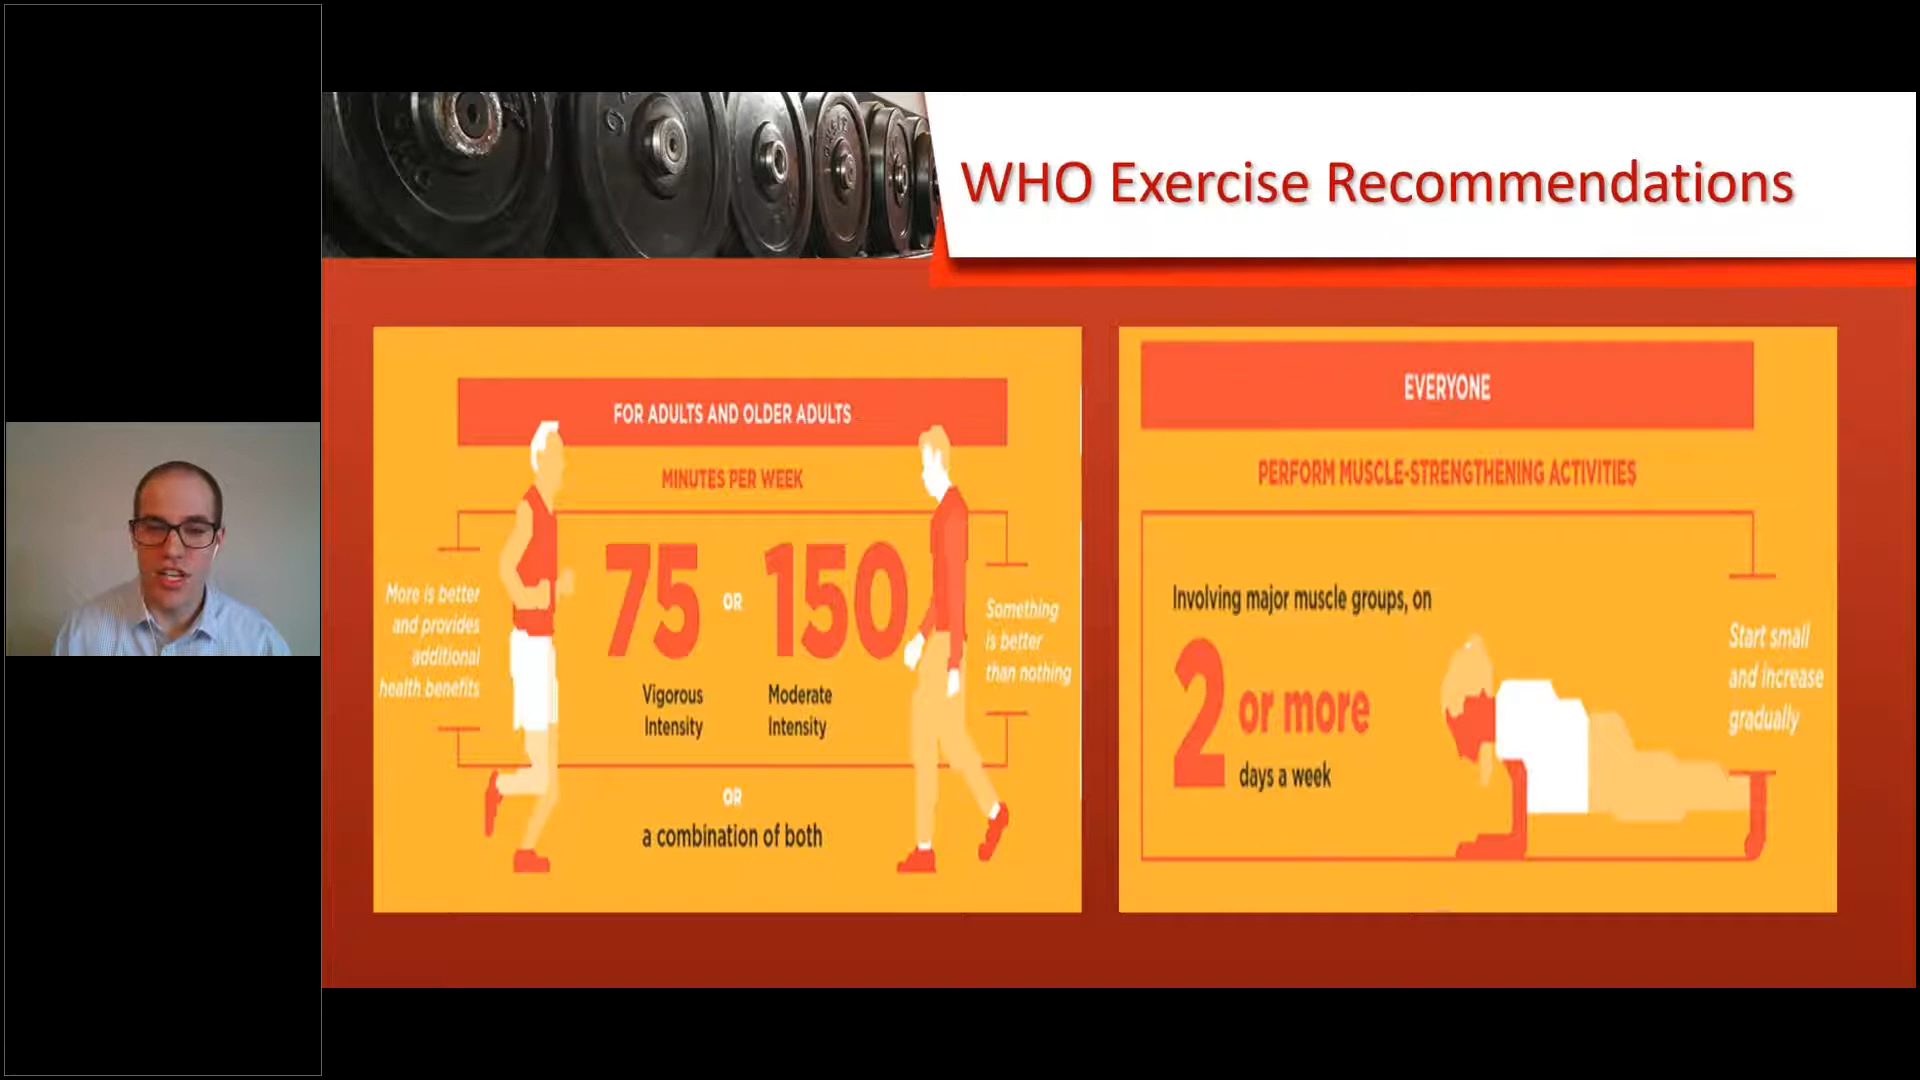 WHO Exercise Recommendations
FOR ADULTS AND OLDER ADULTS
MINUTES PER WEEK
More is better
and provides
additional
health benefits
75 OR 150
Vigorous
Intensity
Moderate
Intensity
Something
is better
than nothing
OR
a combination of both
EVERYONE
PERFORM MUSCLE-STRENGTHENING ACTIVITIES
Involving major muscle groups, on
2 or more
days a week
Start small
and increase
gradually